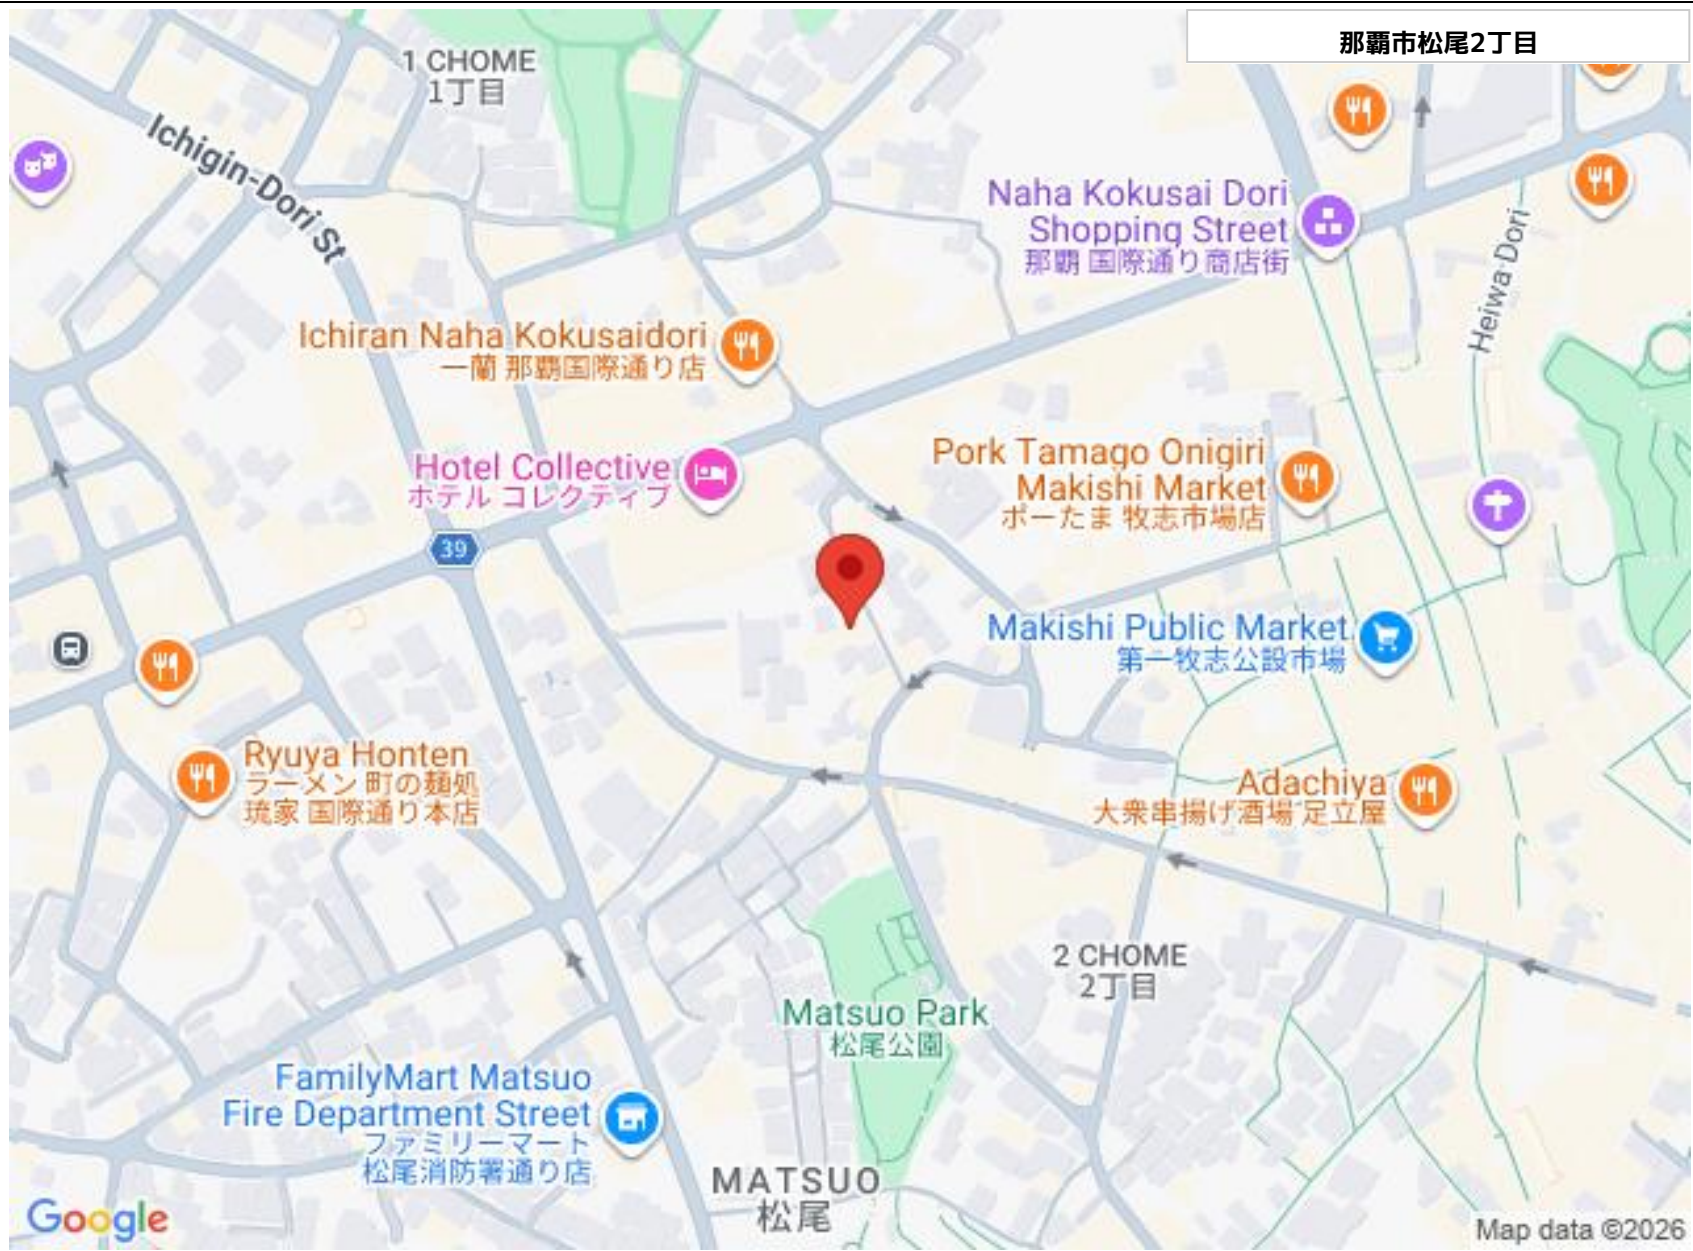 那覇市松尾2丁目
1 CHOME
1丁目
Ichigin-Dori St
Naha Kokusai Dori
Shopping Street
那覇 国際通り商店街
Heiwa Dori
Ichiran Naha Kokusaidori
一蘭 那覇国際通り店
Hotel Collective
ホテル コレクティブ
Pork Tamago Onigiri
Makishi Market
ポーたま 牧志市場店
39
Makishi Public Market
第一牧志公設市場
Ryuya Honten
ラーメン 町の麺処
琉家 国際通り本店
Adachiya
大衆串揚げ酒場 足立屋
2 CHOME
2丁目
Matsuo Park
松尾公園
FamilyMart Matsuo
Fire Department Street
ファミリーマート
松尾消防署通り店
MATSUO
松尾
Google
Map data ©2026